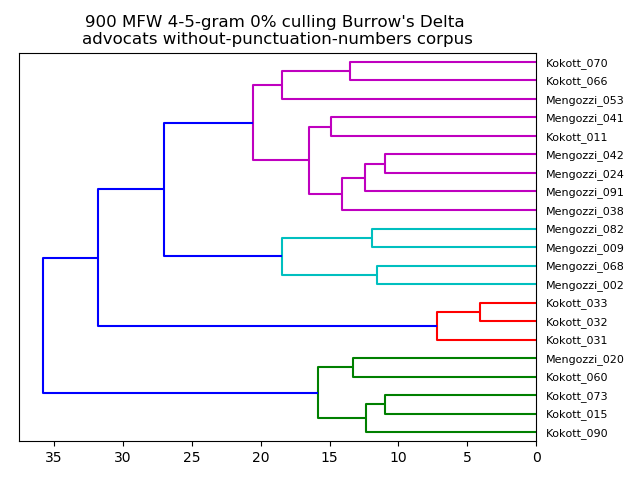 900 MFW 4-5-gram 0% culling Burrow's Delta
advocats without-punctuation-numbers corpus
Kokott_070
Kokott_066
Mengozzi_053
Mengozzi_041
Kokott_011
Mengozzi_042
Mengozzi_024
Mengozzi_091
Mengozzi_038
Mengozzi_082
Mengozzi_009
Mengozzi_068
Mengozzi_002
Kokott_033
Kokott_032
Kokott_031
Mengozzi_020
Kokott_060
Kokott_073
Kokott_015
Kokott_090
35 30 25 20 15 10 5 0